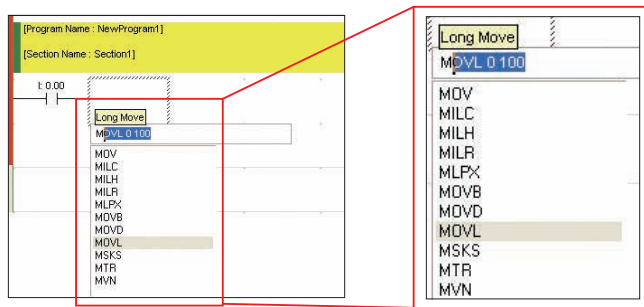 [Program Name : NewProgram1]
[Section Name : Section1]
I: 0.00
Long Move
MOVL 0 100
MOV
MILC
MILH
MILR
MLPX
MOVB
MOVD
MOVL
MSKS
MTR
MVN
Long Move
MOVL 0 100
MOV
MILC
MILH
MILR
MLPX
MOVB
MOVD
MOVL
MSKS
MTR
MVN